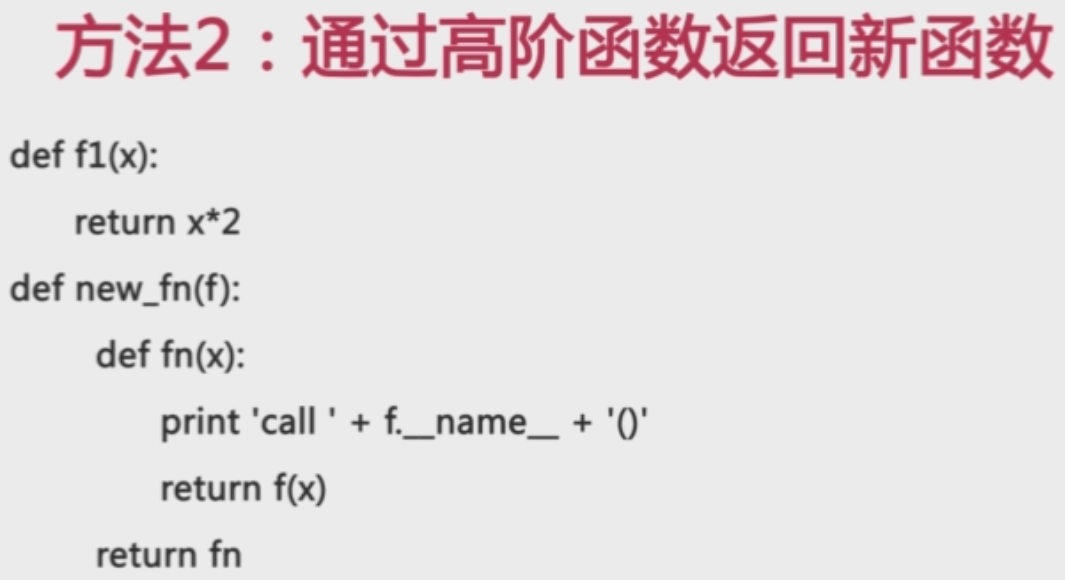 方法2：通过高阶函数返回新函数
def f1(x):
return x*2
def new_fn(f):
def fn(x):
print 'call ' + f.__name__ + '()'
return f(x)
return fn